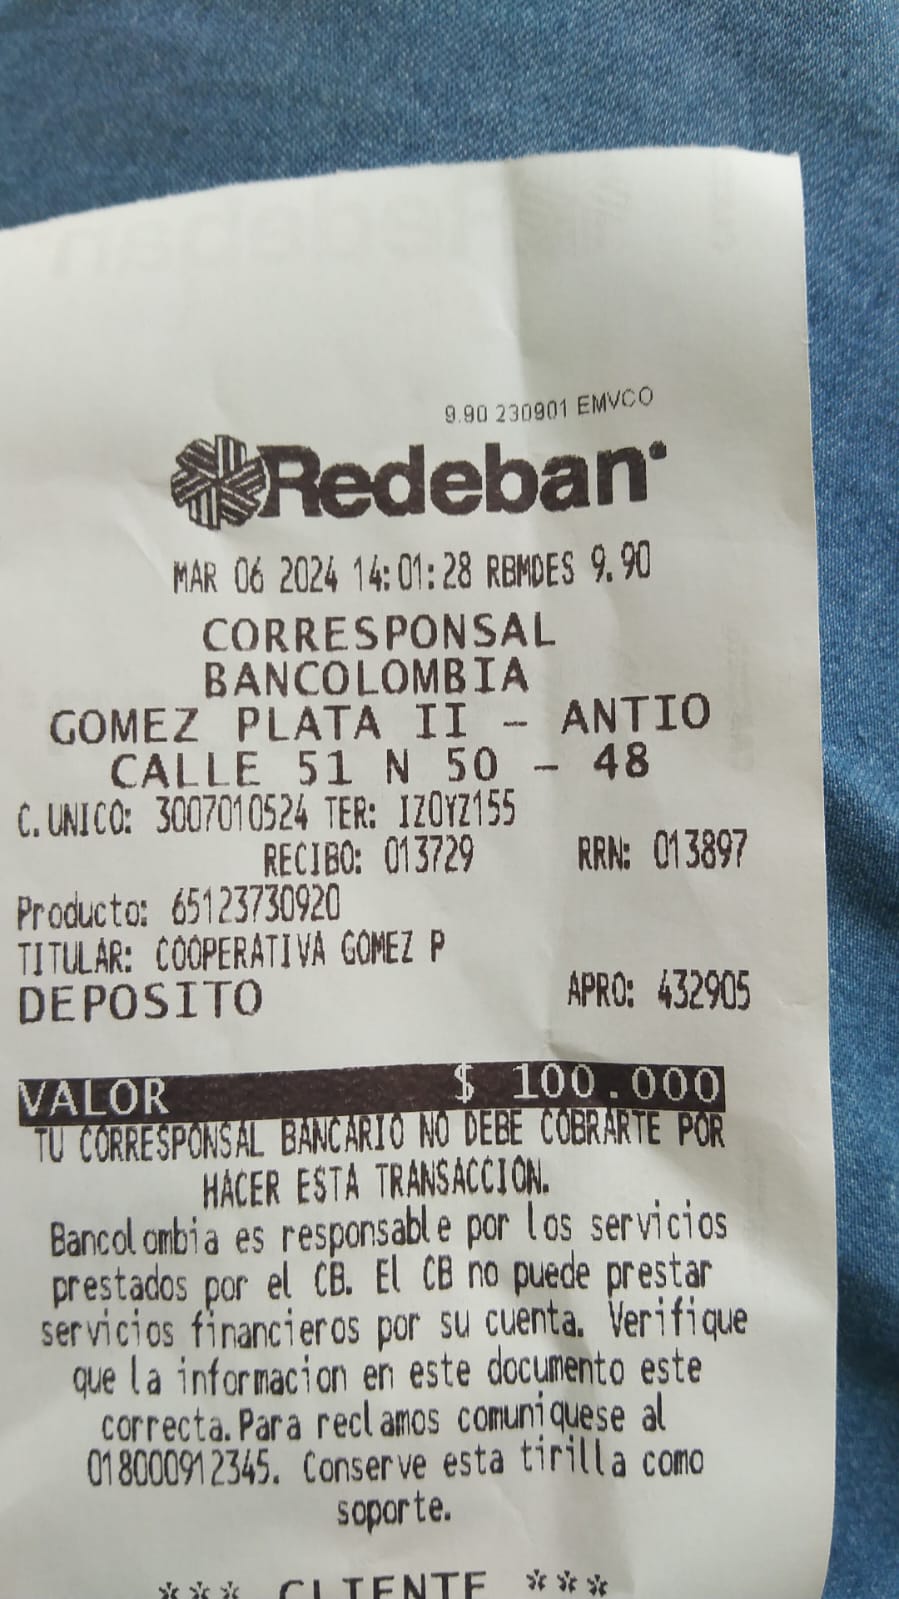 9.90 230901 EMVCO
Redeban
MAR 06 2024 14:01:28 RBMDES 9.90
CORRESPONSAL
BANCOLOMBIA
GOMEZ PLATA II - ANTIO
CALLE 51 N 50 - 48
C.UNICO: 3007010524 TER: IZOYZ155
RECIBO: 013729 RRN: 013897
Producto: 65123730920
TITULAR: COOPERATIVA GOMEZ P
DEPOSITO APRO: 432905
VALOR $ 100.000
TU CORRESPONSAL BANCARIO NO DEBE COBRARTE POR
HACER ESTA TRANSACCION.
Bancolombia es responsable por los servicios
prestados por el CB. El CB no puede prestar
servicios financieros por su cuenta. Verifique
que la informacion en este documento este
correcta.Para reclamos comuniquese al
018000912345. Conserve esta tirilla como
soporte.
*** CLIENTE ***